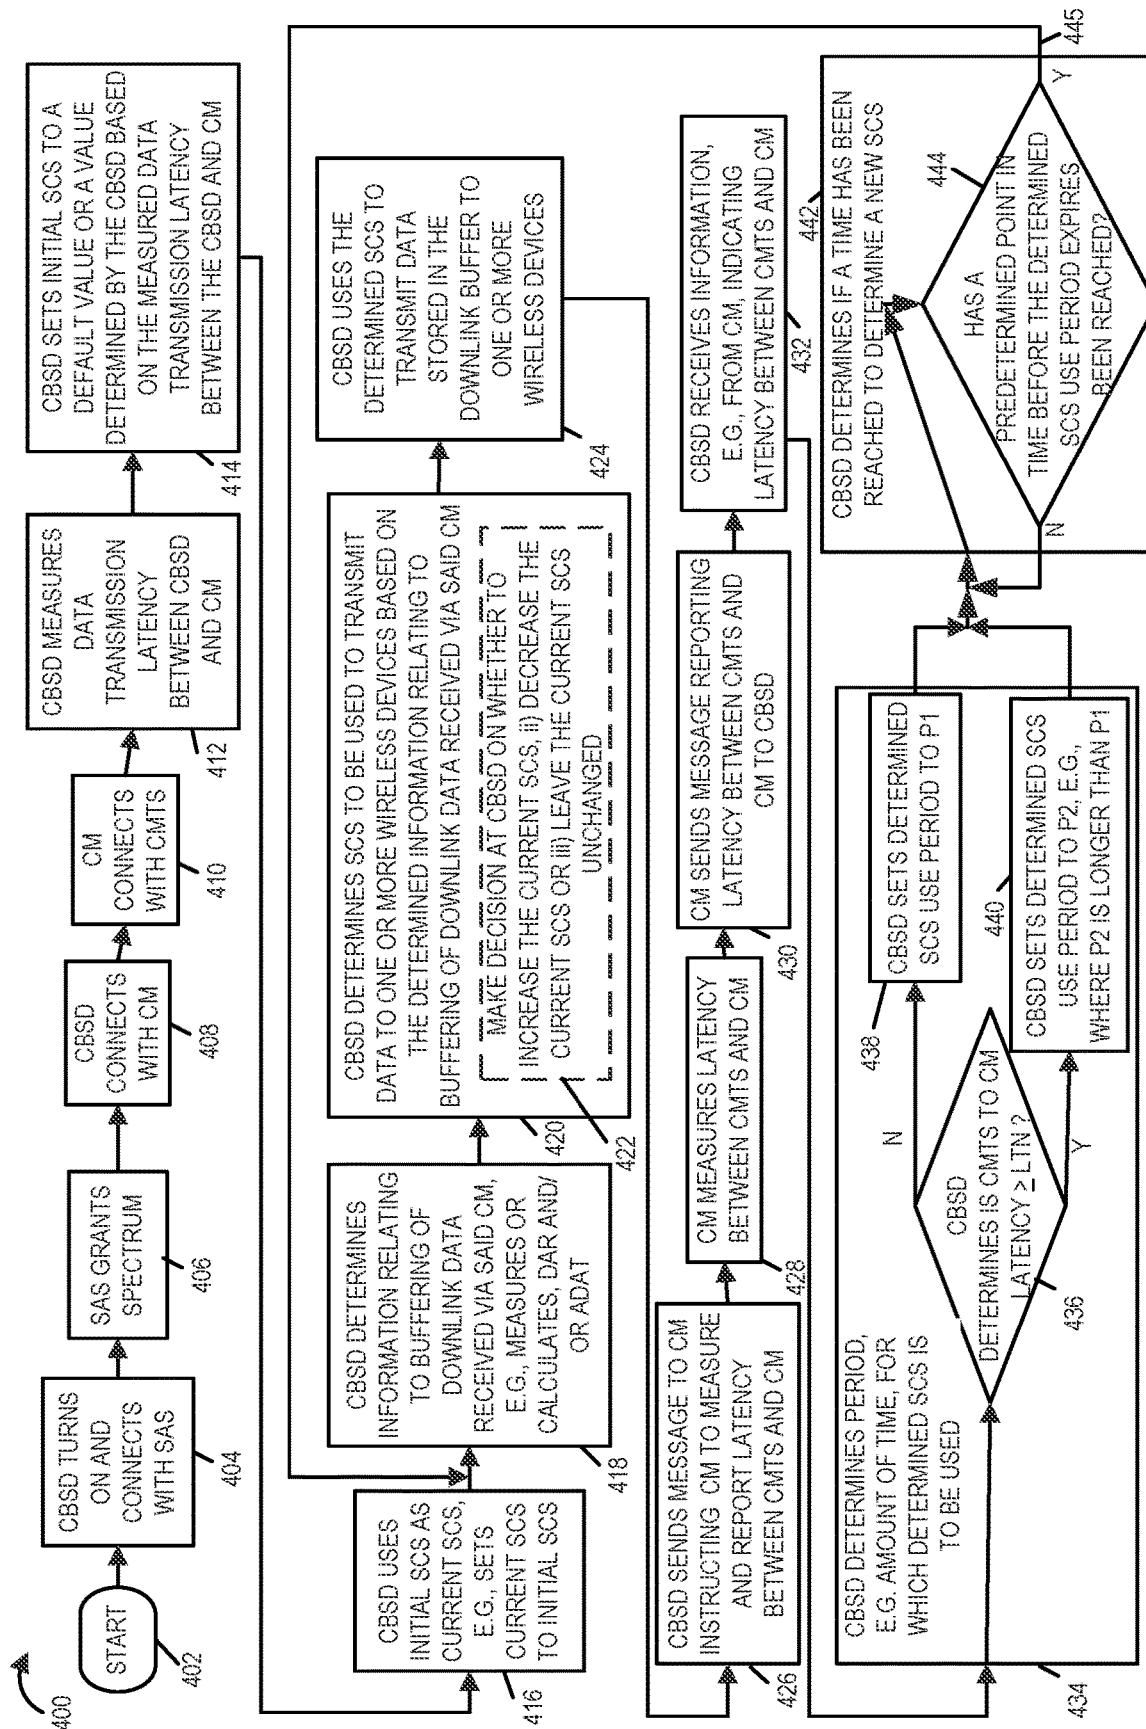 400
START
402
CBSD TURNS
ON AND
CONNECTS
WITH SAS
404
SAS GRANTS
SPECTRUM
406
CBSD
CONNECTS
WITH CM
408
CM
CONNECTS
WITH CMTS
410
CBSD MEASURES
DATA
TRANSMISSION
LATENCY
BETWEEN CBSD
AND CM
412
CBSD SETS INITIAL SCS TO A
DEFAULT VALUE OR A VALUE
DETERMINED BY THE CBSD BASED
ON THE MEASURED DATA
TRANSMISSION LATENCY
BETWEEN THE CBSD AND CM
414
CBSD USES
INITIAL SCS AS
CURRENT SCS,
E.G., SETS
CURRENT SCS
TO INITIAL SCS
416
CBSD DETERMINES
INFORMATION RELATING
TO BUFFERING OF
DOWNLINK DATA
RECEIVED VIA SAID CM,
E.G., MEASURES OR
CALCULATES, DAR AND/
OR ADAT
418
CBSD DETERMINES SCS TO BE USED TO TRANSMIT
DATA TO ONE OR MORE WIRELESS DEVICES BASED ON
THE DETERMINED INFORMATION RELATING TO
BUFFERING OF DOWNLINK DATA RECEIVED VIA SAID CM
MAKE DECISION AT CBSD ON WHETHER TO
INCREASE THE CURRENT SCS, ii) DECREASE THE
CURRENT SCS OR iii) LEAVE THE CURRENT SCS
UNCHANGED
420
422
CBSD USES THE
DETERMINED SCS TO
TRANSMIT DATA
STORED IN THE
DOWNLINK BUFFER TO
ONE OR MORE
WIRELESS DEVICES
424
CBSD SENDS MESSAGE TO CM
INSTRUCTING CM TO MEASURE
AND REPORT LATENCY
BETWEEN CMTS AND CM
426
CM MEASURES LATENCY
BETWEEN CMTS AND CM
428
CM SENDS MESSAGE REPORTING
LATENCY BETWEEN CMTS AND
CM TO CBSD
430
CBSD RECEIVES INFORMATION,
E.G., FROM CM, INDICATING
LATENCY BETWEEN CMTS AND CM
432
CBSD DETERMINES PERIOD,
E.G. AMOUNT OF TIME, FOR
WHICH DETERMINED SCS IS
TO BE USED
434
CBSD
DETERMINES IS CMTS TO CM
LATENCY ≥ LTN ?
436
N
Y
438
CBSD SETS DETERMINED
SCS USE PERIOD TO P1
440
CBSD SETS DETERMINED SCS
USE PERIOD TO P2, E.G.,
WHERE P2 IS LONGER THAN P1
442
CBSD DETERMINES IF A TIME HAS BEEN
REACHED TO DETERMINE A NEW SCS
444
HAS A
PREDETERMINED POINT IN
TIME BEFORE THE DETERMINED
SCS USE PERIOD EXPIRES
BEEN REACHED?
N
Y
445